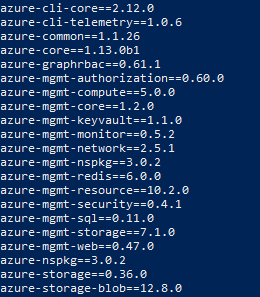 azure-cli-core==2.12.0
azure-cli-telemetry==1.0.6
azure-common==1.1.26
azure-core==1.13.0b1
azure-graphrbac==0.61.1
azure-mgmt-authorization==0.60.0
azure-mgmt-compute==5.0.0
azure-mgmt-core==1.2.0
azure-mgmt-keyvault==1.1.0
azure-mgmt-monitor==0.5.2
azure-mgmt-network==2.5.1
azure-mgmt-nspkg==3.0.2
azure-mgmt-redis==6.0.0
azure-mgmt-resource==10.2.0
azure-mgmt-security==0.4.1
azure-mgmt-sql==0.11.0
azure-mgmt-storage==7.1.0
azure-mgmt-web==0.47.0
azure-nspkg==3.0.2
azure-storage==0.36.0
azure-storage-blob==12.8.0